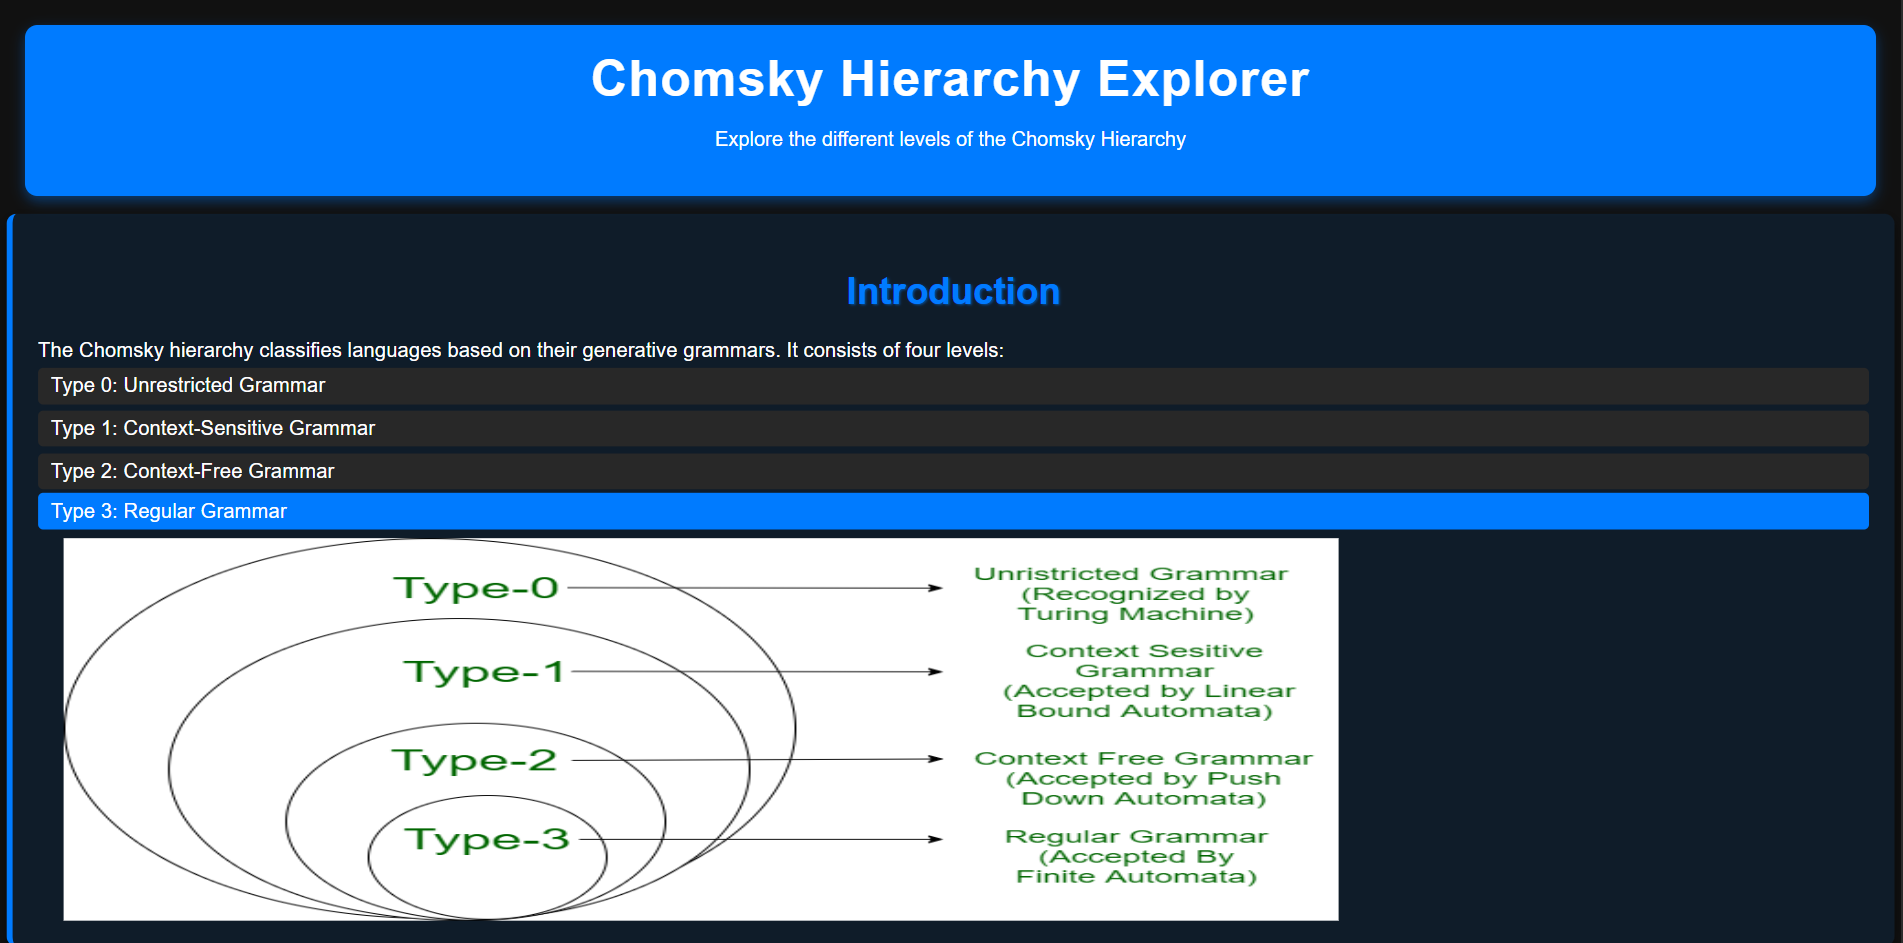 Chomsky Hierarchy Explorer
Explore the different levels of the Chomsky Hierarchy
Introduction
The Chomsky hierarchy classifies languages based on their generative grammars. It consists of four levels:
Type 0: Unrestricted Grammar
Type 1: Context-Sensitive Grammar
Type 2: Context-Free Grammar
Type 3: Regular Grammar
Type-0
Unristricted Grammar
(Recognized by
Turing Machine)
Type-1
Context Sesitive
Grammar
(Accepted by Linear
Bound Automata)
Type-2
Context Free Grammar
(Accepted by Push
Down Automata)
Type-3
Regular Grammar
(Accepted By
Finite Automata)